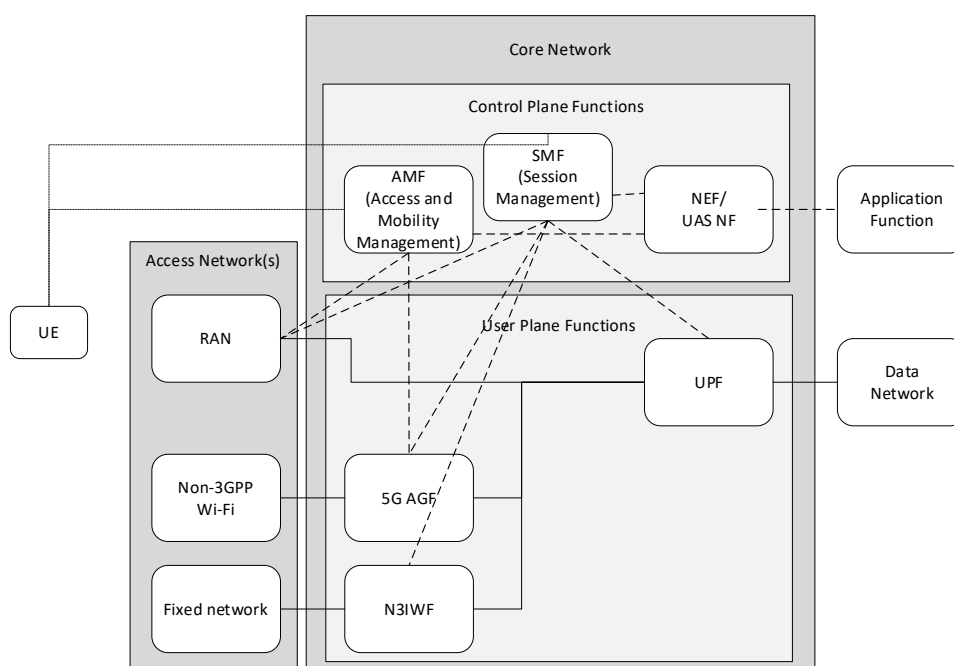 Core Network
Control Plane Functions
SMF
(Session
Management)
AMF
(Access and
Mobility
Management)
NEF/
UAS NF
Application
Function
Access Network(s)
UE
RAN
User Plane Functions
UPF
Data
Network
Non-3GPP
Wi-Fi
5G AGF
Fixed network
N3IWF